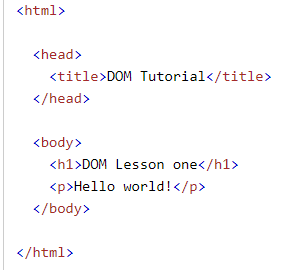 <html>
<head>
<title>DOM Tutorial</title>
</head>
<body>
<h1>DOM Lesson one</h1>
<p>Hello world!</p>
</body>
</html>